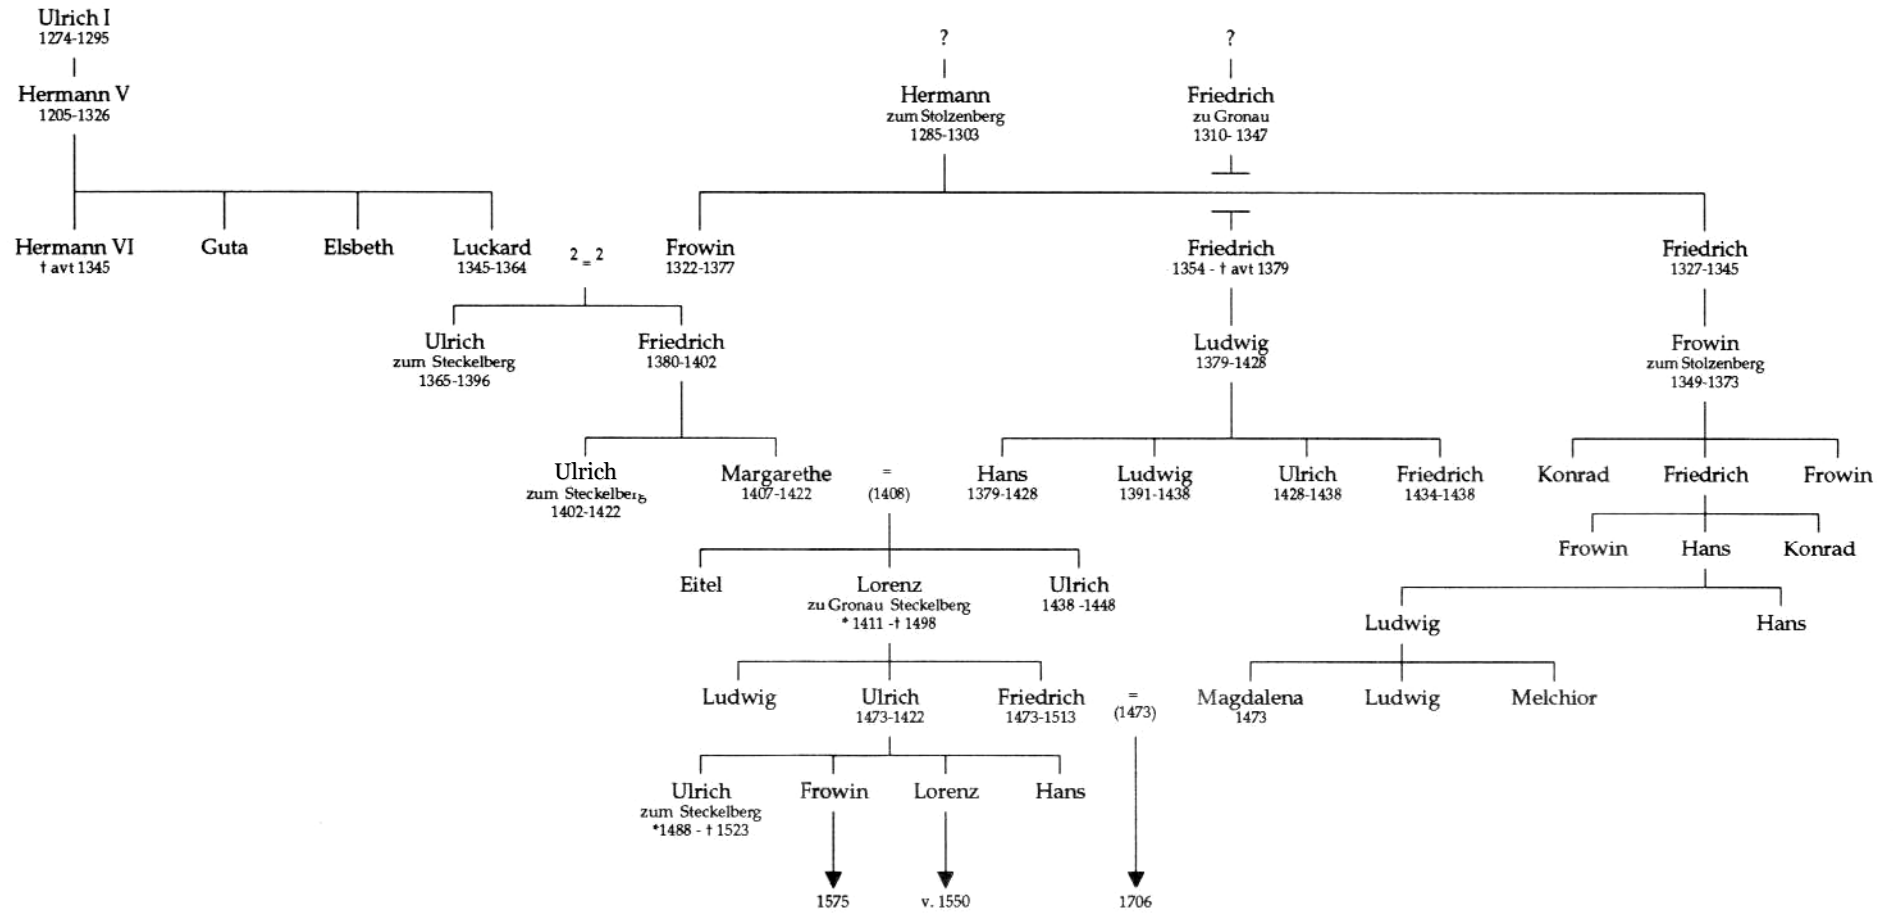 Ulrich I
1274-1295
?
?
Hermann V
1205-1326
Hermann
zum Stolzenberg
1285-1303
Friedrich
zu Gronau
1310- 1347
Hermann VI
† avt 1345
Guta
Elsbeth
Luckard
1345-1364
2 = 2
Frowin
1322-1377
Friedrich
1354 - † avt 1379
Friedrich
1327-1345
Ulrich
zum Steckelberg
1365-1396
Friedrich
1380-1402
Ludwig
1379-1428
Frowin
zum Stolzenberg
1349-1373
Ulrich
zum Steckelberg
1402-1422
Margarethe
1407-1422
=
(1408)
Hans
1379-1428
Ludwig
1391-1438
Ulrich
1428-1438
Friedrich
1434-1438
Konrad
Friedrich
Frowin
Frowin
Hans
Konrad
Eitel
Lorenz
zu Gronau Steckelberg
* 1411 -† 1498
Ulrich
1438 -1448
Ludwig
Hans
Ludwig
Ulrich
1473-1422
Friedrich
1473-1513
=
(1473)
Magdalena
1473
Ludwig
Melchior
Ulrich
zum Steckelberg
*1488 - † 1523
Frowin
Lorenz
Hans
1575
v. 1550
1706